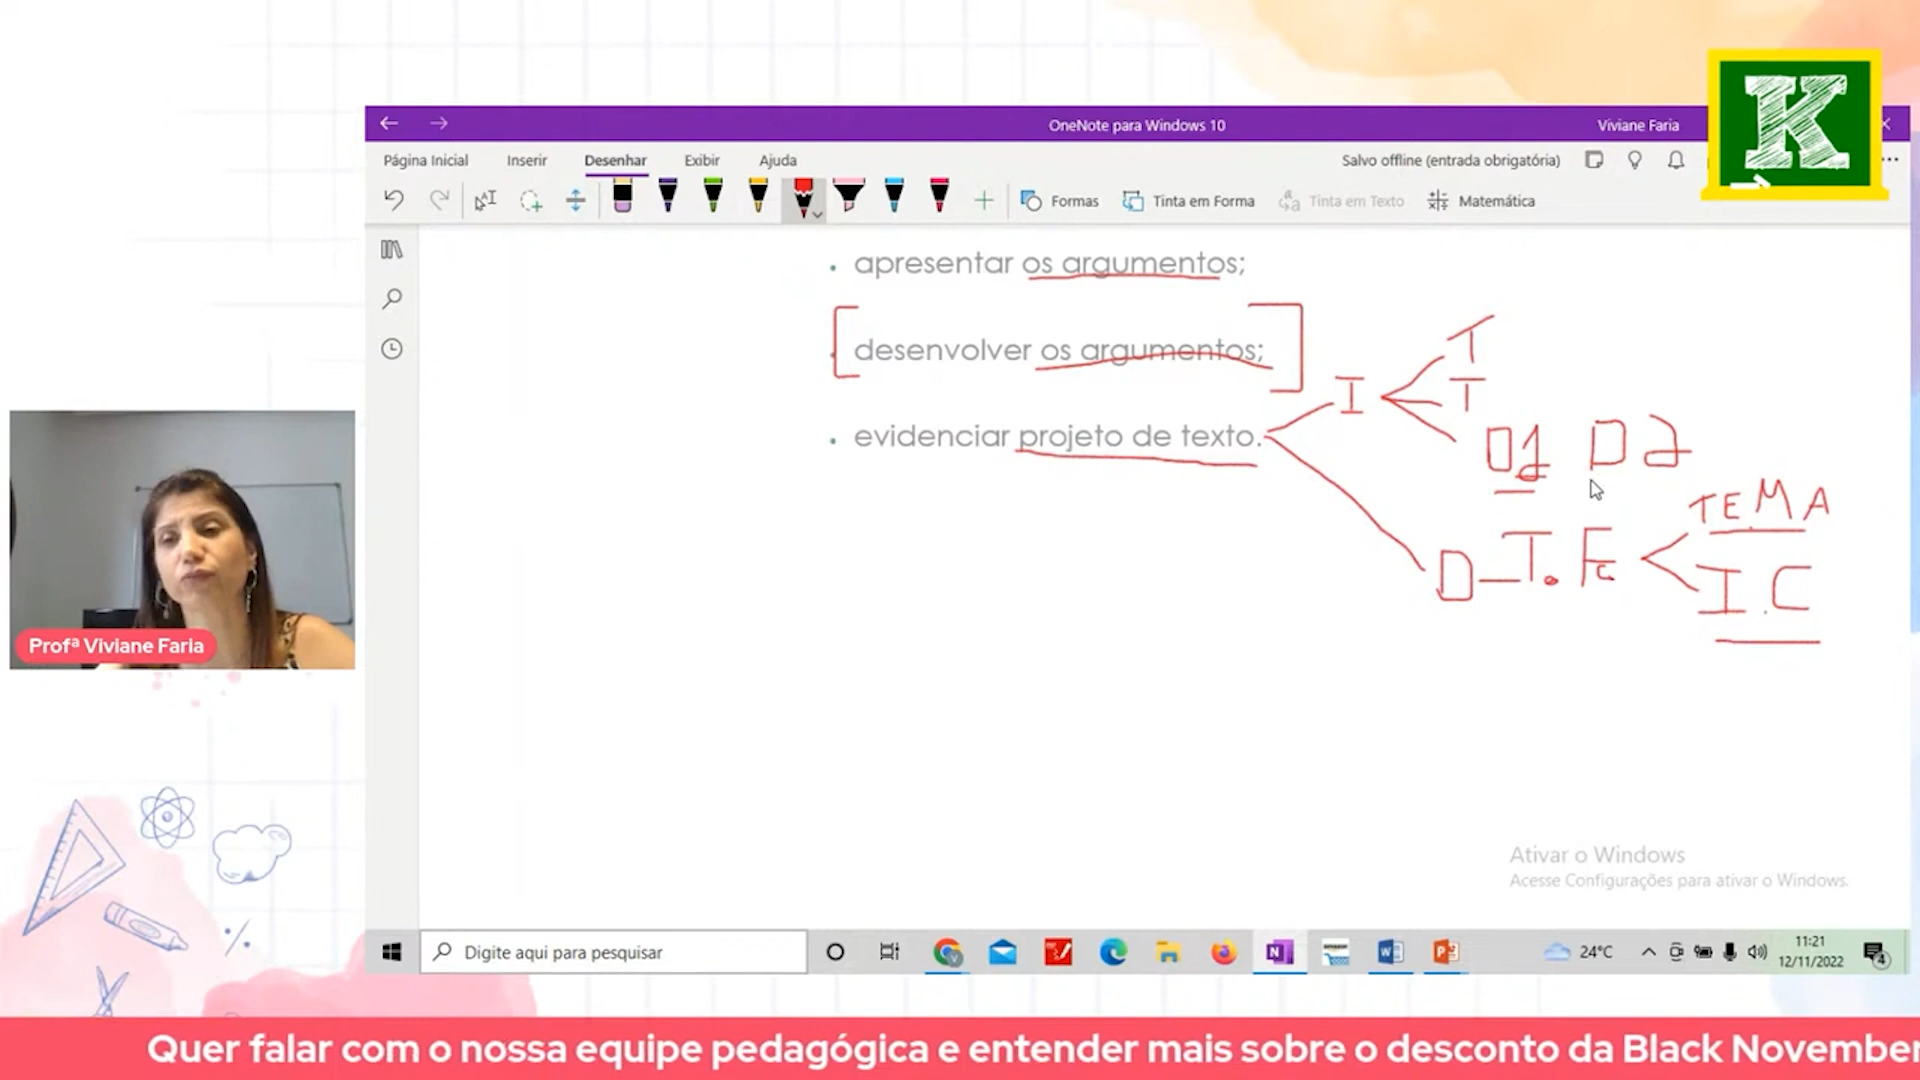 K
OneNote para Windows 10
Viviane Faria
Página Inicial Inserir Desenhar Exibir Ajuda
Salvo offline (entrada obrigatória)
Formas Tinta em Forma Tinta em Texto Matemática
apresentar os argumentos;
desenvolver os argumentos;
evidenciar projeto de texto.
I
T
T
D1 D2
TEMA
D-T.F
I.C
Profª Viviane Faria
Ativar o Windows
Acesse Configurações para ativar o Windows.
Digite aqui para pesquisar
24°C
11:21
12/11/2022
4
Quer falar com o nossa equipe pedagógica e entender mais sobre o desconto da Black November